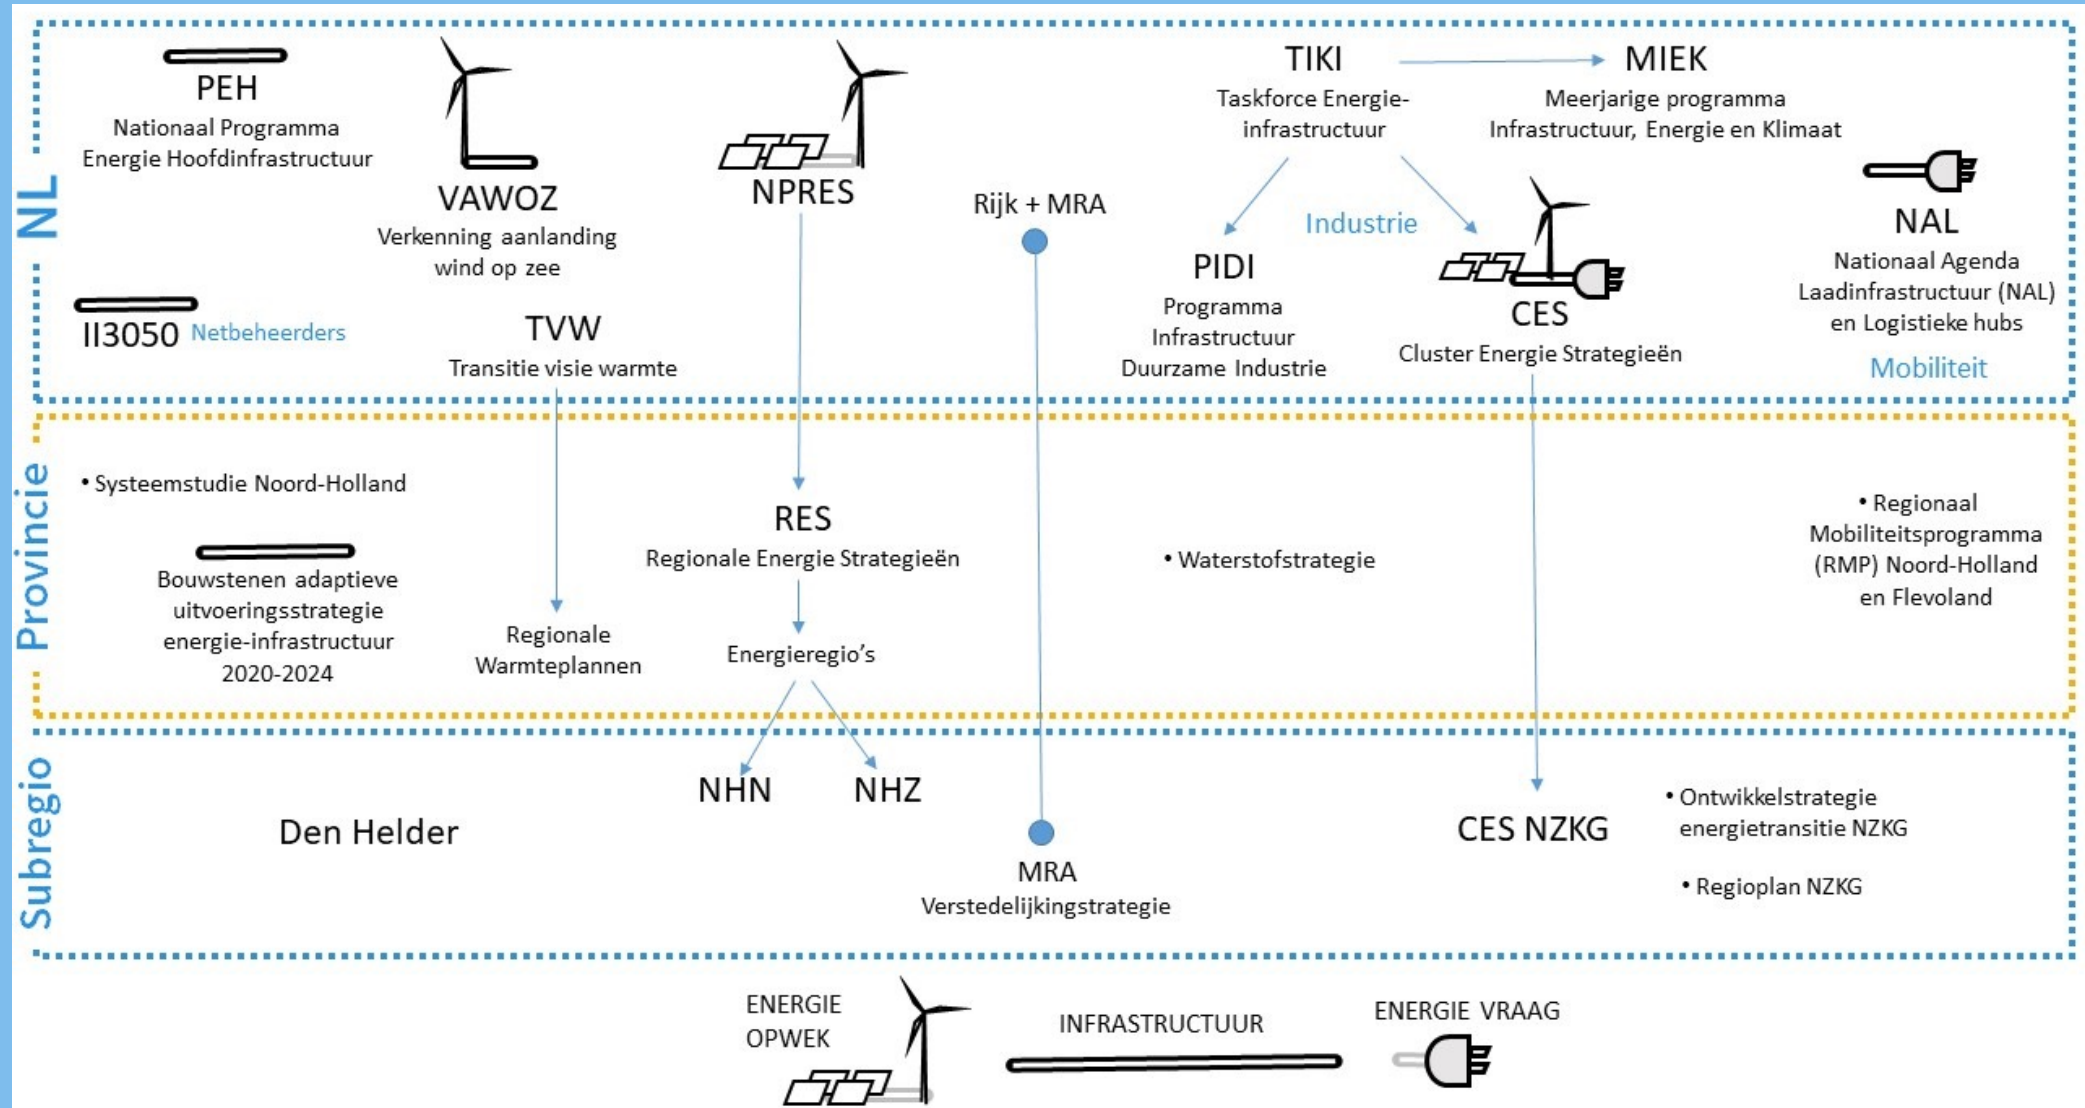 NL
PEH
Nationaal Programma
Energie Hoofdinfrastructuur
II3050 Netbeheerders
VAWOZ
Verkenning aanlanding
wind op zee
TVW
Transitie visie warmte
NPRES
Rijk + MRA
TIKI
Taskforce Energie-
infrastructuur
MIEK
Meerjarige programma
Infrastructuur, Energie en Klimaat
Industrie
PIDI
Programma
Infrastructuur
Duurzame Industrie
CES
Cluster Energie Strategieën
NAL
Nationaal Agenda
Laadinfrastructuur (NAL)
en Logistieke hubs
Mobiliteit
Provincie
• Systeemstudie Noord-Holland
Bouwstenen adaptieve
uitvoeringsstrategie
energie-infrastructuur
2020-2024
Regionale
Warmteplannen
RES
Regionale Energie Strategieën
Energieregio's
• Waterstofstrategie
• Regionaal
Mobiliteitsprogramma
(RMP) Noord-Holland
en Flevoland
Subregio
Den Helder
NHN
NHZ
MRA
Verstedelijkingstrategie
CES NZKG
• Ontwikkelstrategie
energietransitie NZKG
• Regioplan NZKG
ENERGIE
OPWEK
INFRASTRUCTUUR
ENERGIE VRAAG